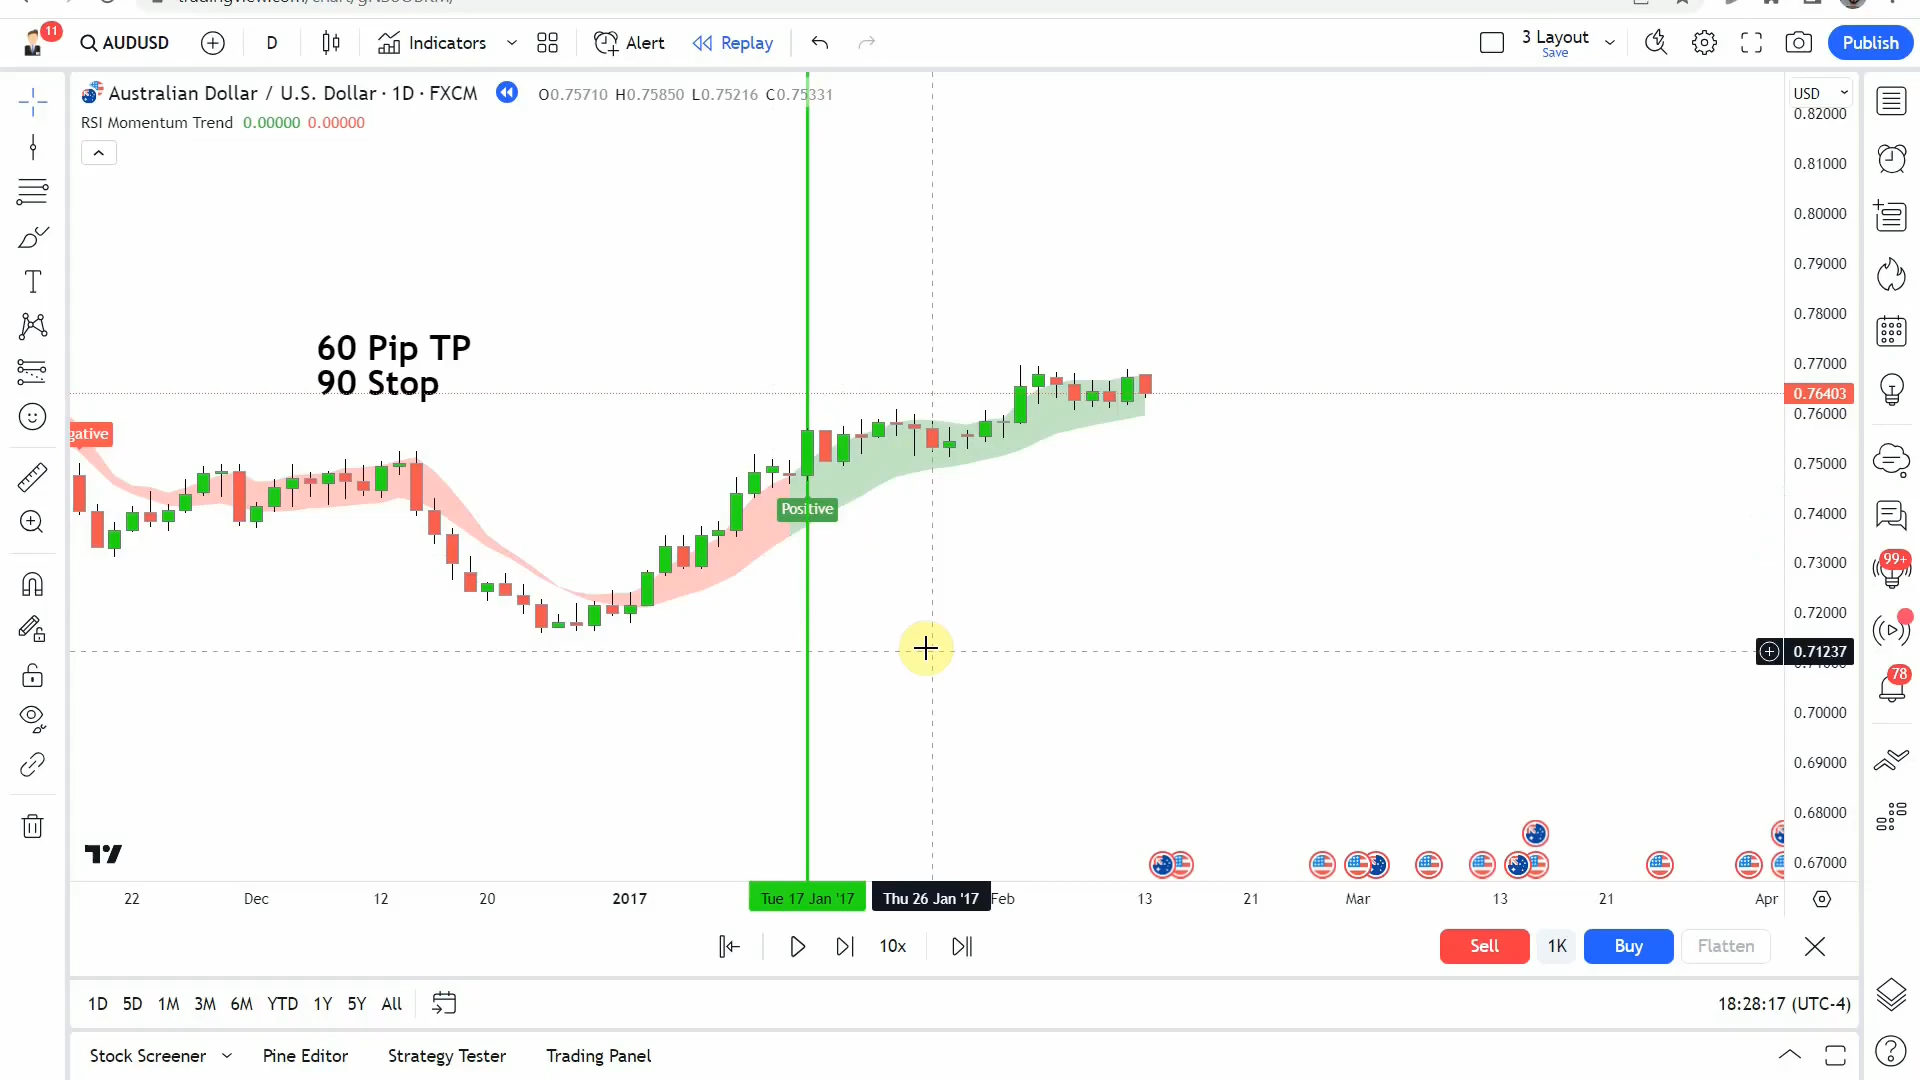 11
AUDUSD
D
Indicators
Alert
Replay
3 Layout
Save
Publish
Australian Dollar / U.S. Dollar · 1D · FXCM
O0.75710 H0.75850 L0.75216 C0.75331
RSI Momentum Trend 0.00000 0.00000
USD
0.82000
0.81000
0.80000
0.79000
0.78000
0.77000
0.76403
0.76000
0.75000
0.74000
0.73000
0.72000
0.71237
0.70000
0.69000
0.68000
0.67000
60 Pip TP
90 Stop
gative
Positive
99+
78
22
Dec
12
20
2017
Tue 17 Jan '17
Thu 26 Jan '17
Feb
13
21
Mar
13
21
Apr
10x
Sell
1K
Buy
Flatten
1D 5D 1M 3M 6M YTD 1Y 5Y All
18:28:17 (UTC-4)
Stock Screener
Pine Editor
Strategy Tester
Trading Panel